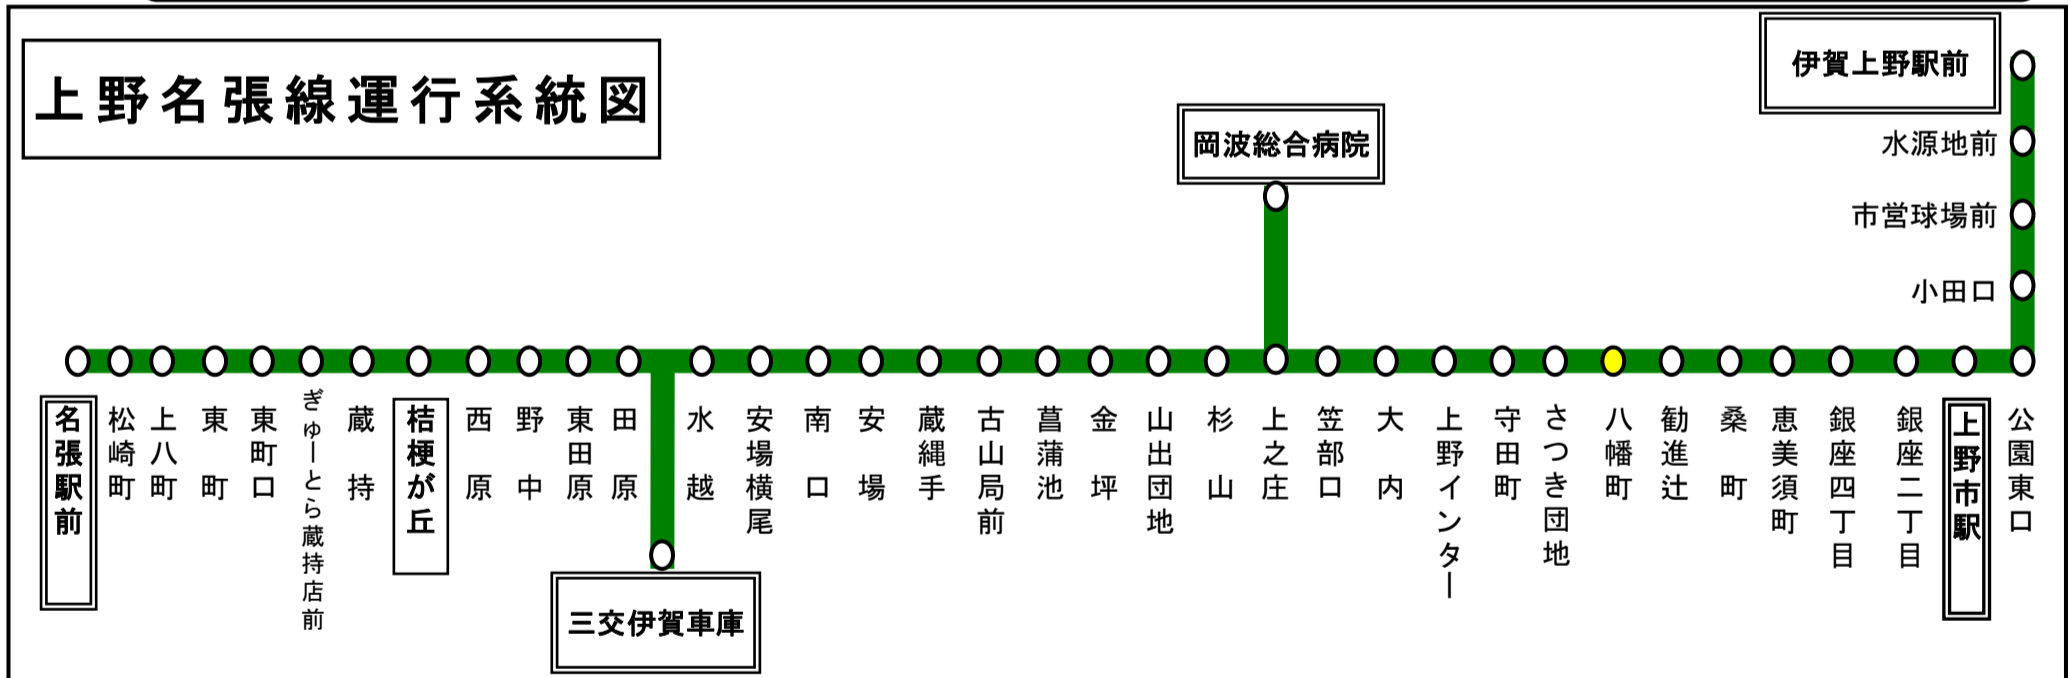 上野名張線運行系統図
伊賀上野駅前
水源地前
市営球場前
小田口
岡波総合病院
名張駅前
松崎町
上八町
東町
東町口
ぎゅーとら蔵持店前
蔵持
桔梗が丘
西原
野中
東田原
田原
三交伊賀車庫
水越
安場横尾
南口
安場
蔵縄手
古山局前
菖蒲池
金坪
山出団地
杉山
上之庄
笠部口
大内
上野インター
守田町
さつき団地
八幡町
勧進辻
桑町
恵美須町
銀座四丁目
銀座二丁目
上野市駅
公園東口